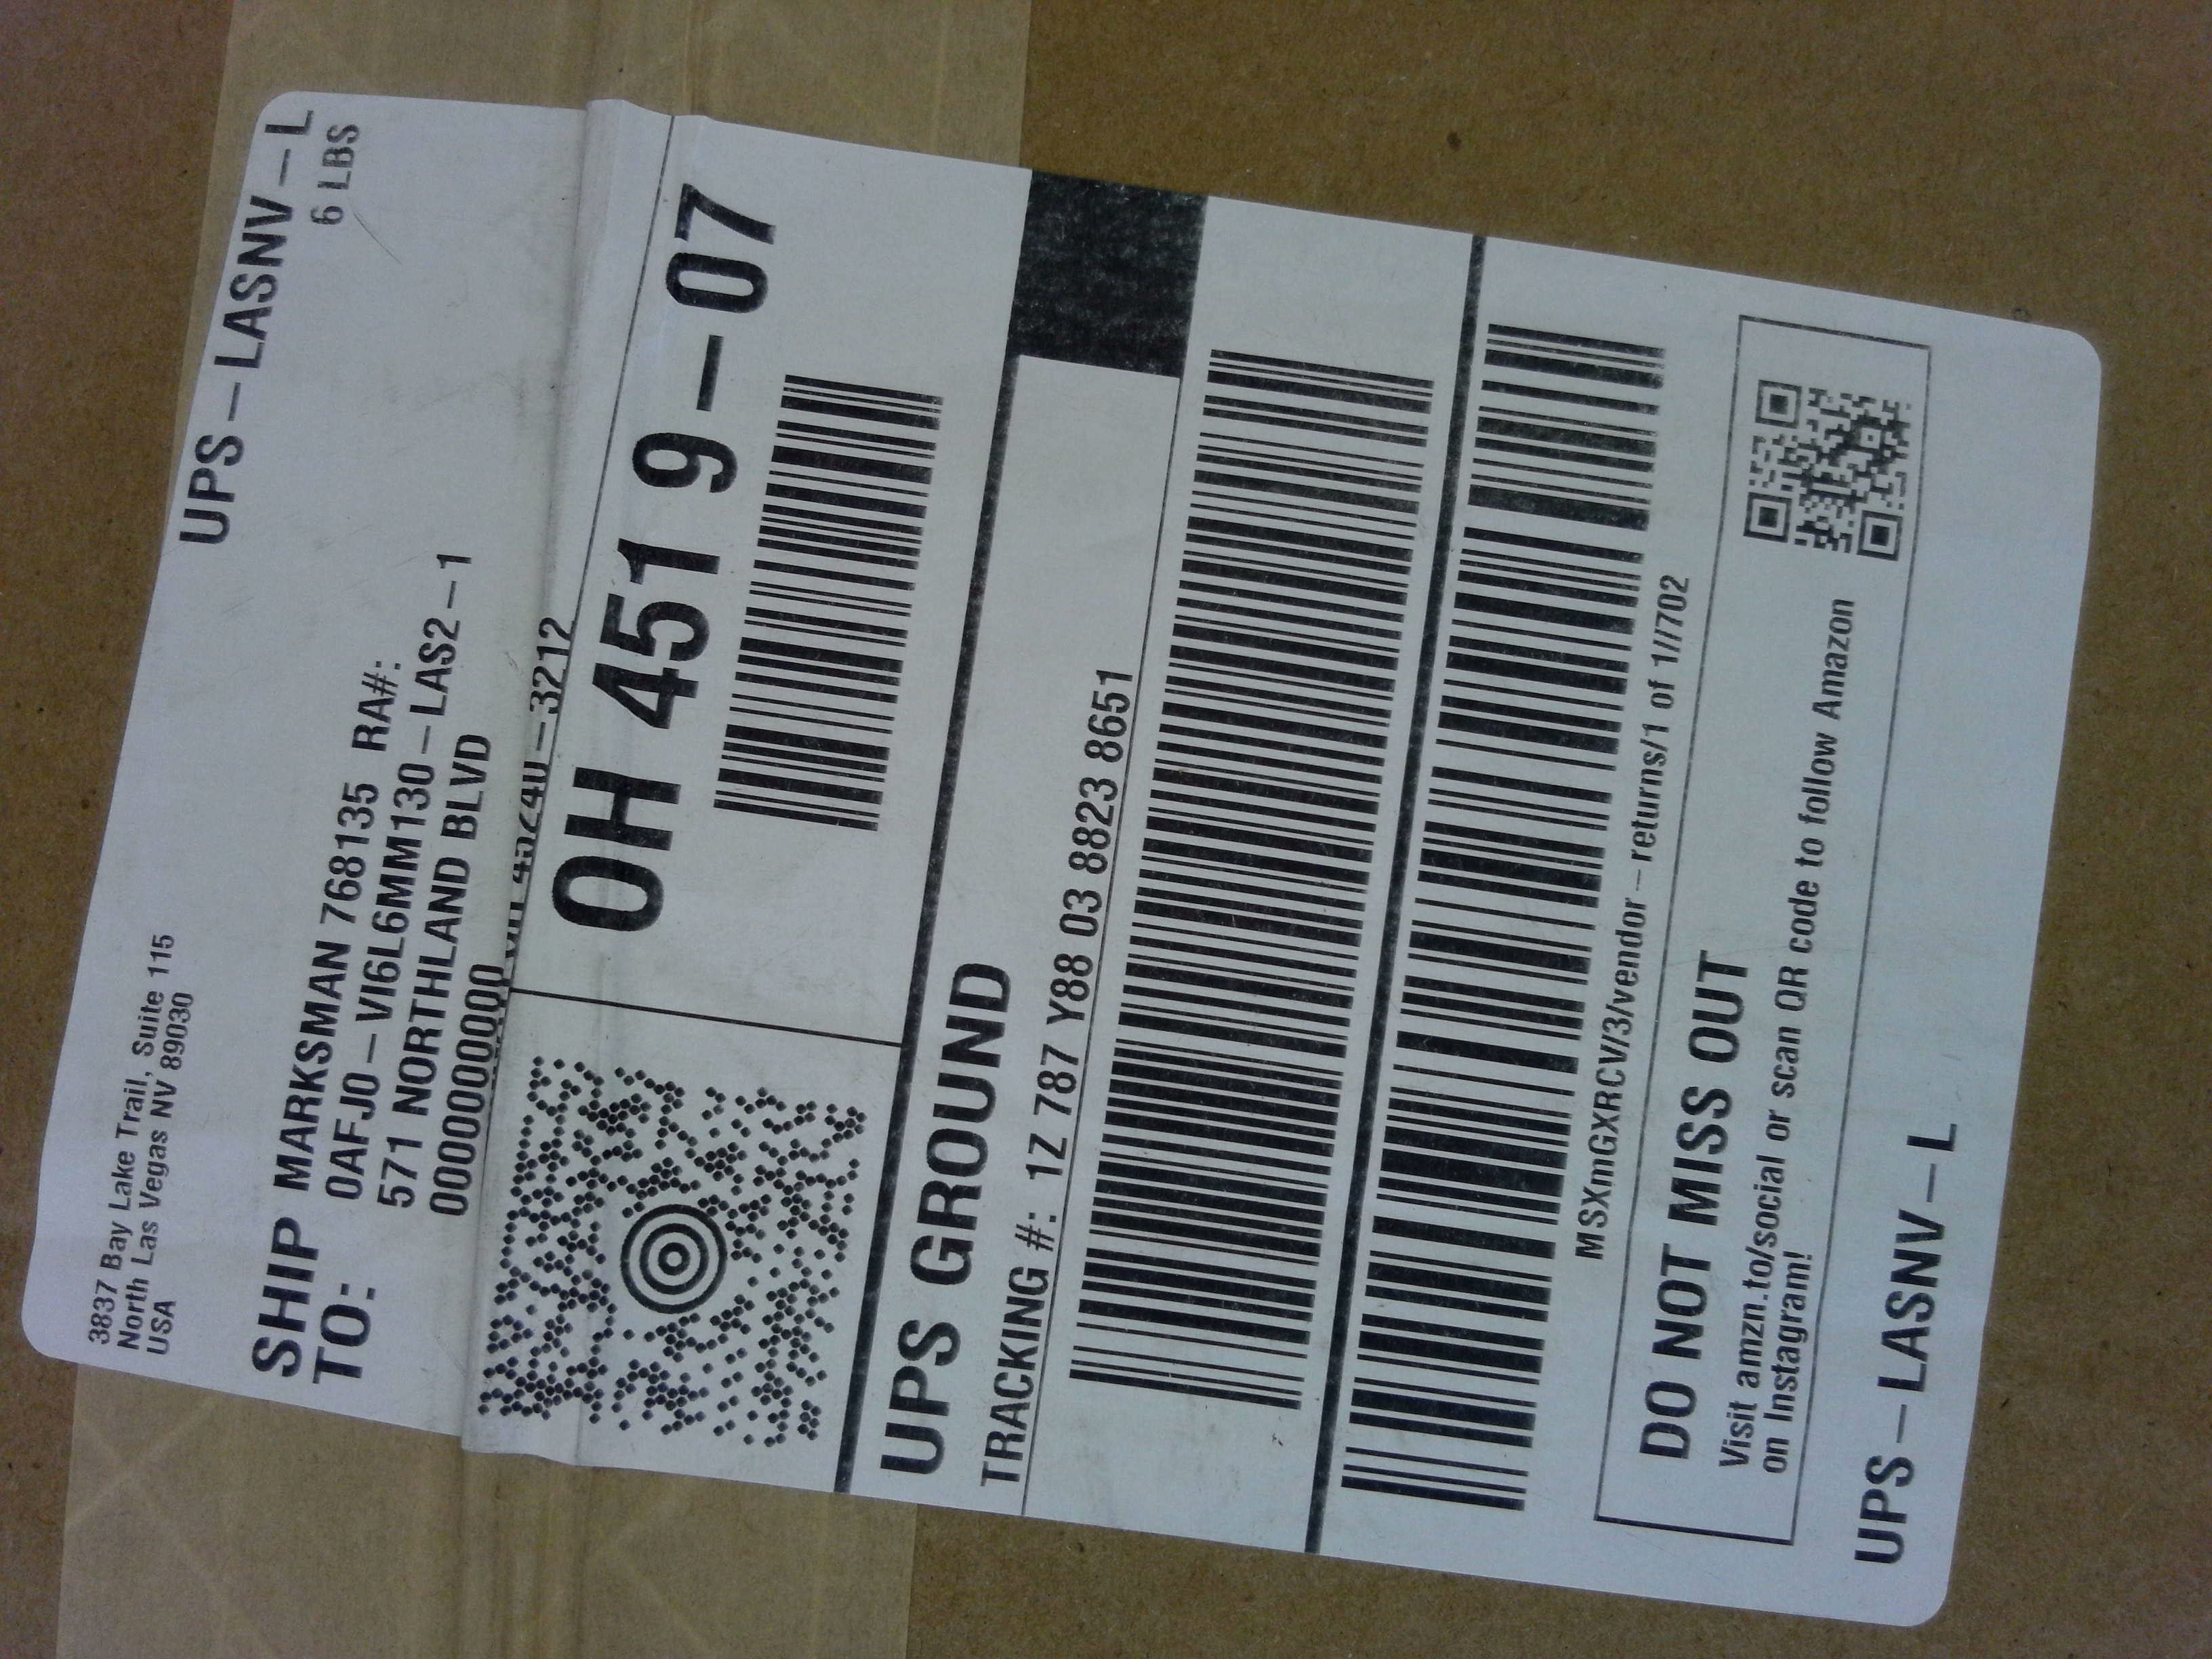 3837 Bay Lake Trail, Suite 115
North Las Vegas NV 89030
USA
UPS-LASNV-L
6 LBS
SHIP TO:
MARKSMAN 768135 RA#:
0AFJ0-VI6L6MM130-LAS2-1
571 NORTHLAND BLVD
0000000000
45240-3212
OH 451 9-07
UPS GROUND
TRACKING #: 1Z 787 Y88 03 8823 8651
MSXmGXRCV/3/vendor-returns/1 of 1//702
DO NOT MISS OUT
Visit amzn.to/social or scan QR code to follow Amazon
on Instagram!
UPS-LASNV-L